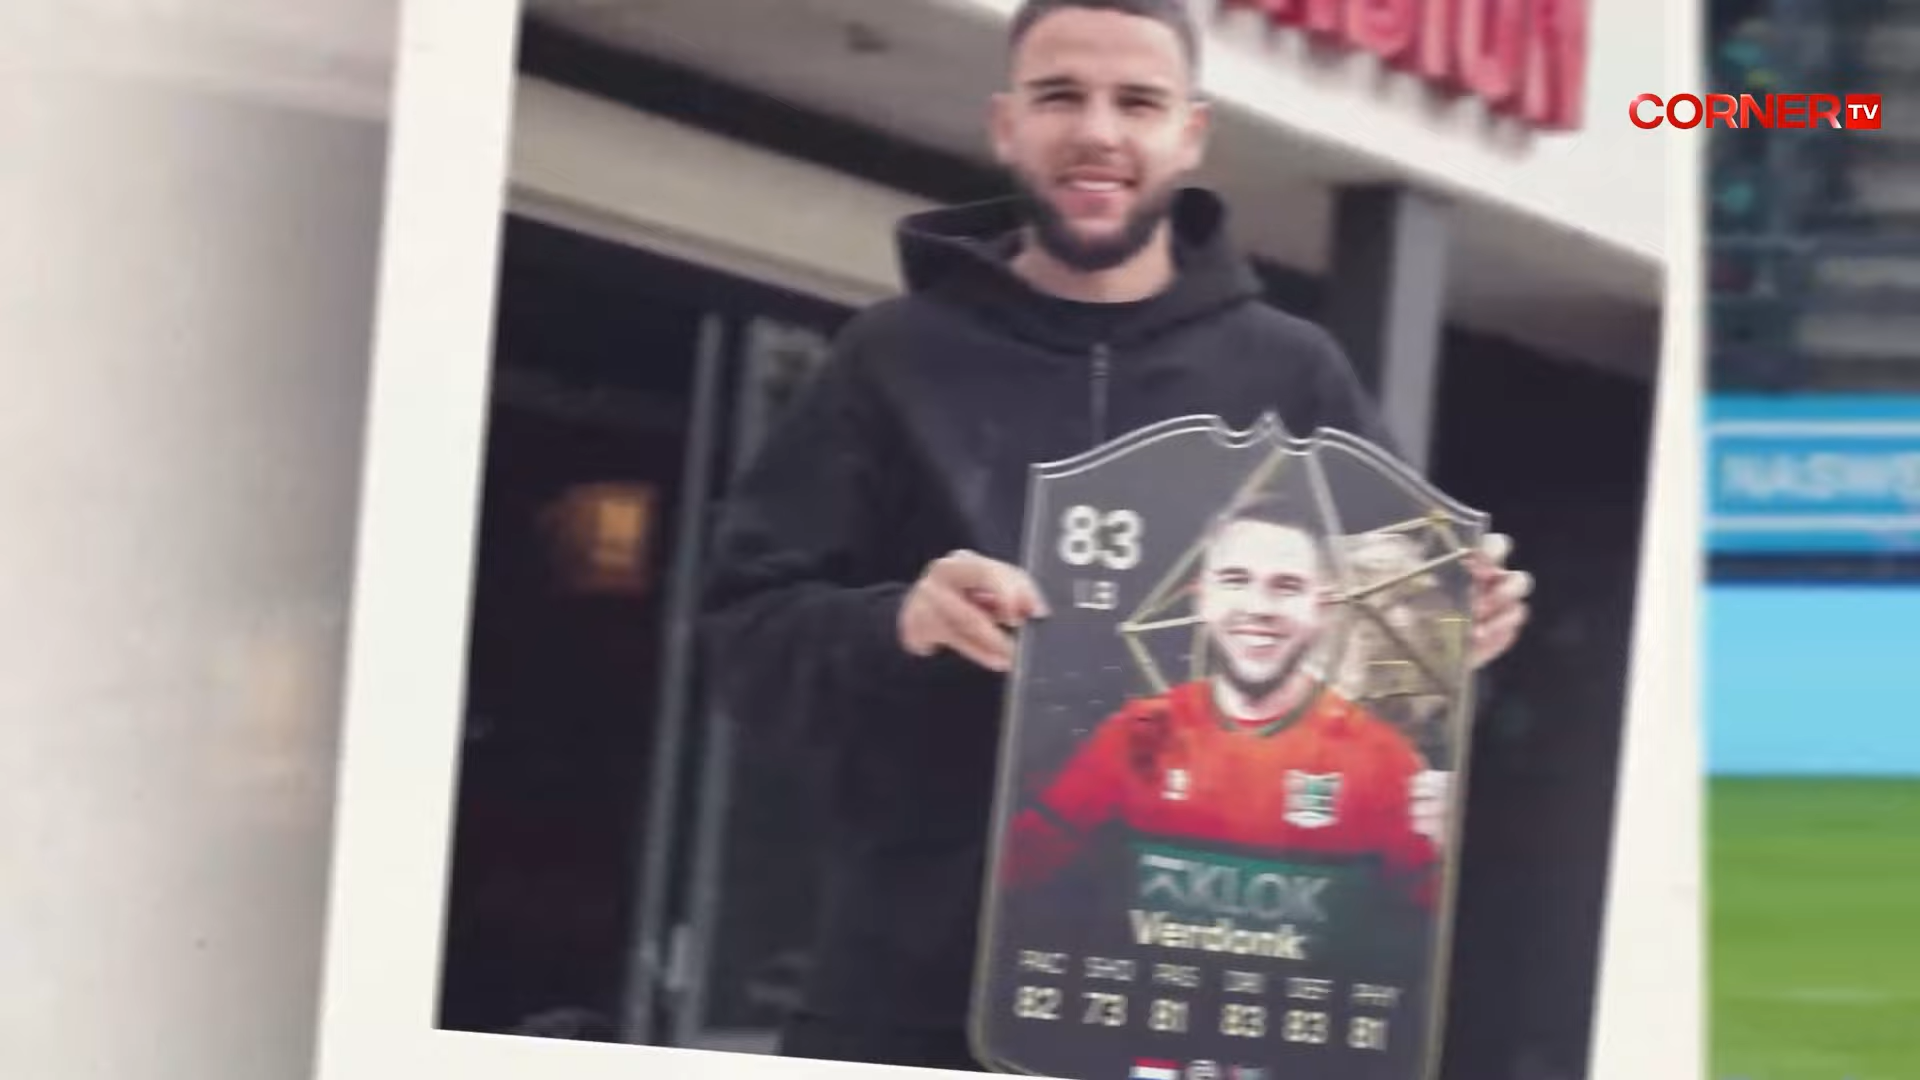 CORNER TV
83
LB
KLOK
Verdonk
PAC SHO PAS DRI DEF PHY
82 73 81 83 83 81